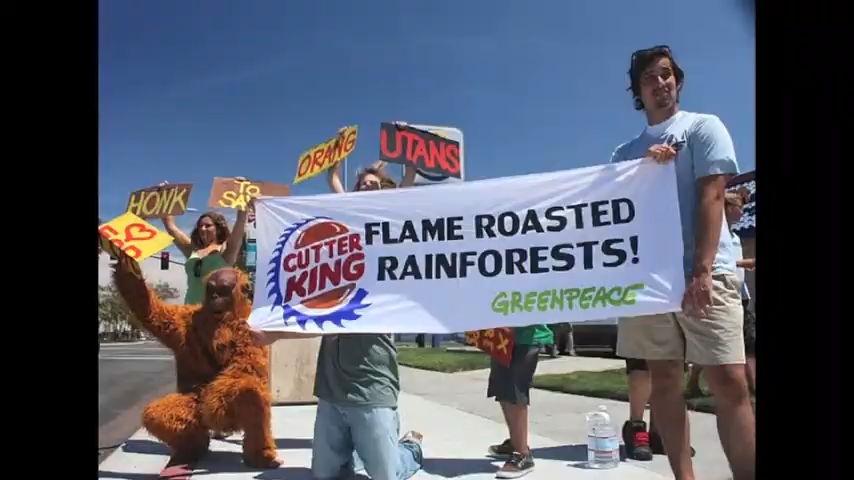 ORANG
UTANS
HONK
TO
SA
CUTTER
KING
FLAME ROASTED
RAINFORESTS!
GREENPEACE